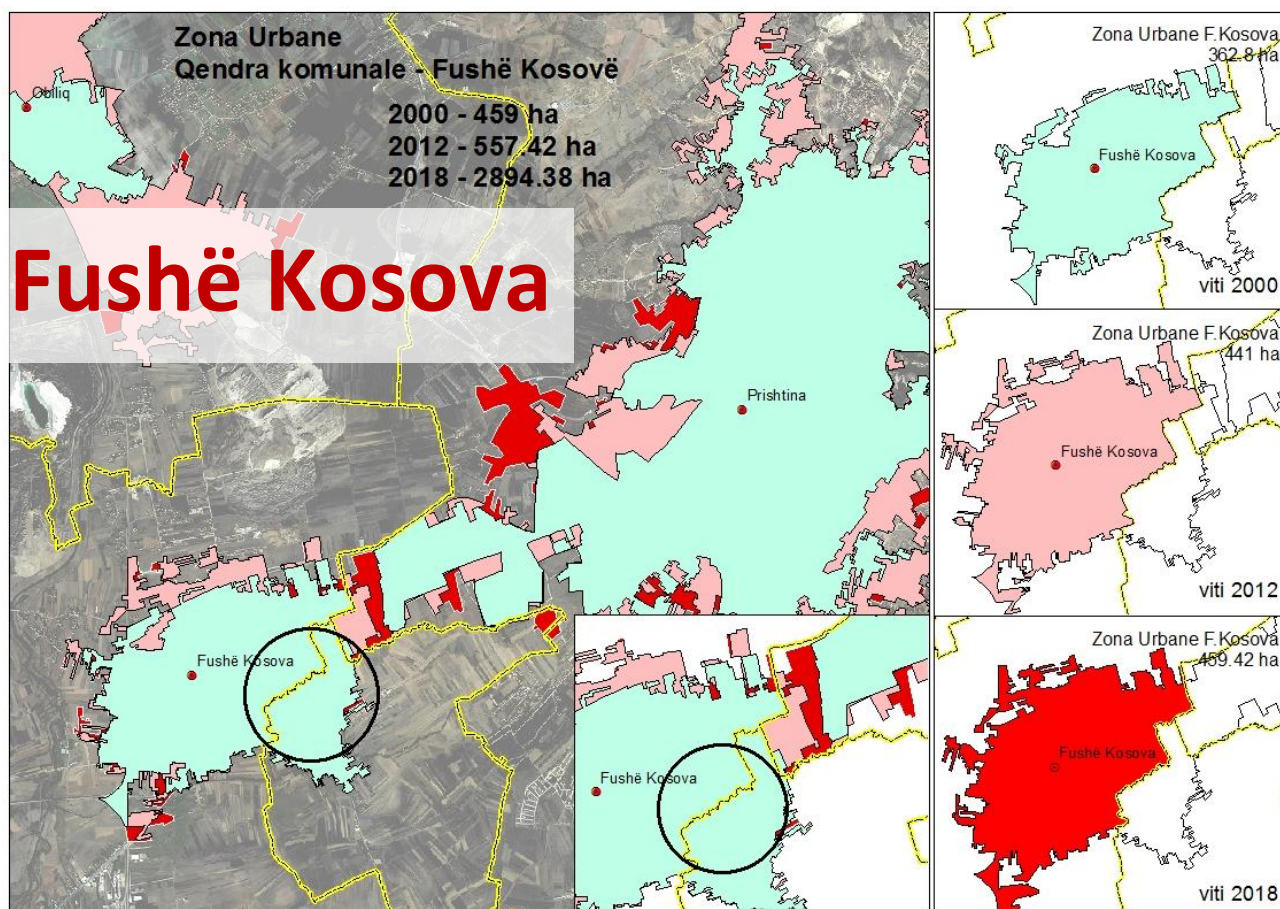 Zona Urbane
Qendra komunale - Fushë Kosovë
2000 - 459 ha
2012 - 557.42 ha
2018 - 2894.38 ha
Obiliq
Fushë Kosova
Prishtina
Fushë Kosova
Fushë Kosova
Zona Urbane F.Kosova
362.8 ha
Fushë Kosova
viti 2000
Zona Urbane F.Kosova
441 ha
Fushë Kosova
viti 2012
Zona Urbane F.Kosova
459.42 ha
Fushë Kosova
viti 2018